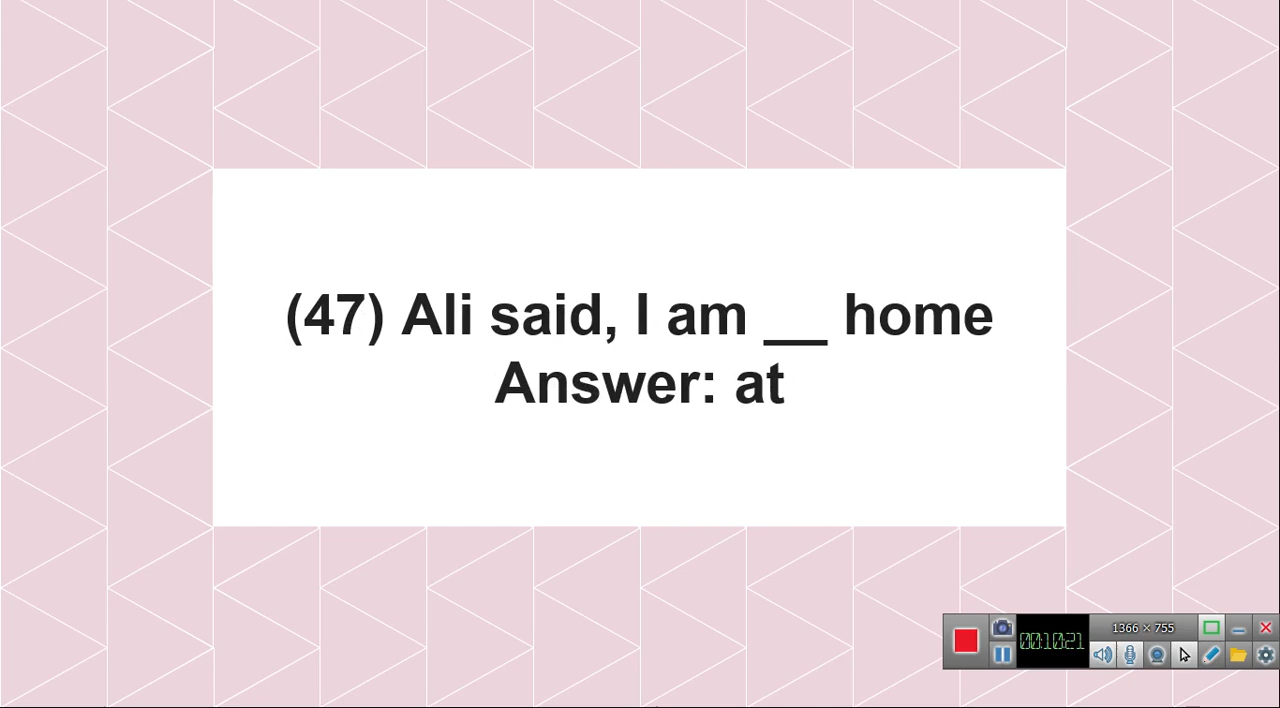 (47) Ali said, I am __ home
Answer: at
1366 × 755
00:10:21